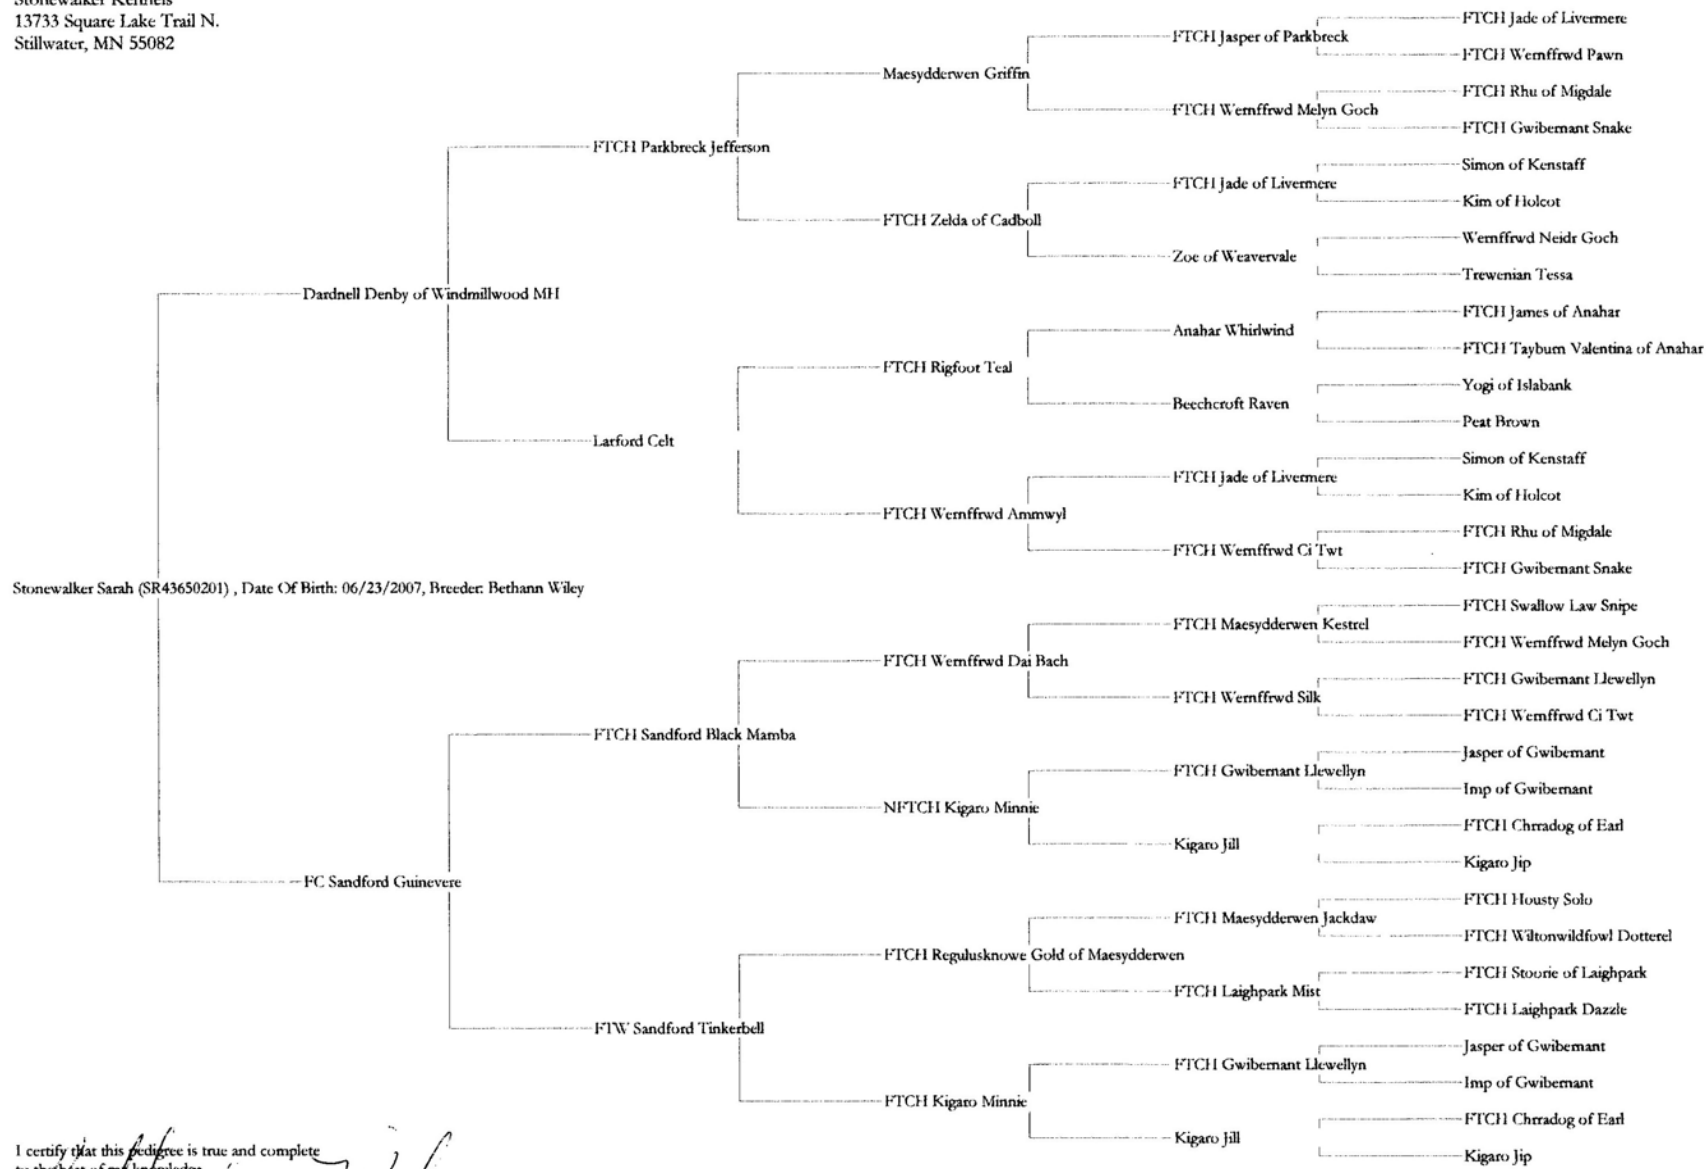 Stonewalker Kennels
13733 Square Lake Trail N.
Stillwater, MN 55082
FTCH Jade of Livermere
FTCH Jasper of Parkbreck
FTCH Wernffrwd Pawn
Maesydderwen Griffin
FTCH Rhu of Migdale
FTCH Wernffrwd Melyn Goch
FTCH Gwibernant Snake
FTCH Parkbreck Jefferson
Simon of Kenstaff
FTCH Jade of Livermere
Kim of Holcot
FTCH Zelda of Cadboll
Wernffrwd Neidr Goch
Zoe of Weavervale
Trewenian Tessa
Dardnell Denby of Windmillwood MH
FTCH James of Anahar
Anahar Whirlwind
FTCH Tayburn Valentina of Anahar
FTCH Rigfoot Teal
Yogi of Islabank
Beechcroft Raven
Peat Brown
Larford Celt
Simon of Kenstaff
FTCH Jade of Livermere
Kim of Holcot
FTCH Wernffrwd Ammwyl
FTCH Rhu of Migdale
FTCH Wernffrwd Ci Twt
FTCH Gwibernant Snake
Stonewalker Sarah (SR43650201) , Date Of Birth: 06/23/2007, Breeder: Bethann Wiley
FTCH Swallow Law Snipe
FTCH Maesydderwen Kestrel
FTCH Wernffrwd Melyn Goch
FTCH Wernffrwd Dai Bach
FTCH Gwibernant Llewellyn
FTCH Wernffrwd Silk
FTCH Wernffrwd Ci Twt
FTCH Sandford Black Mamba
Jasper of Gwibernant
FTCH Gwibernant Llewellyn
Imp of Gwibernant
NFTCH Kigaro Minnie
FTCH Chrradog of Earl
Kigaro Jill
Kigaro Jip
FC Sandford Guinevere
FTCH Housty Solo
FTCH Maesydderwen Jackdaw
FTCH Wiltonwildfowl Dotterel
FTCH Regulusknowe Gold of Maesydderwen
FTCH Stoorie of Laighpark
FTCH Laighpark Mist
FTCH Laighpark Dazzle
FTW Sandford Tinkerbell
Jasper of Gwibernant
FTCH Gwibernant Llewellyn
Imp of Gwibernant
FTCH Kigaro Minnie
FTCH Chrradog of Earl
Kigaro Jill
Kigaro Jip
I certify that this pedigree is true and complete
to the best of my knowledge